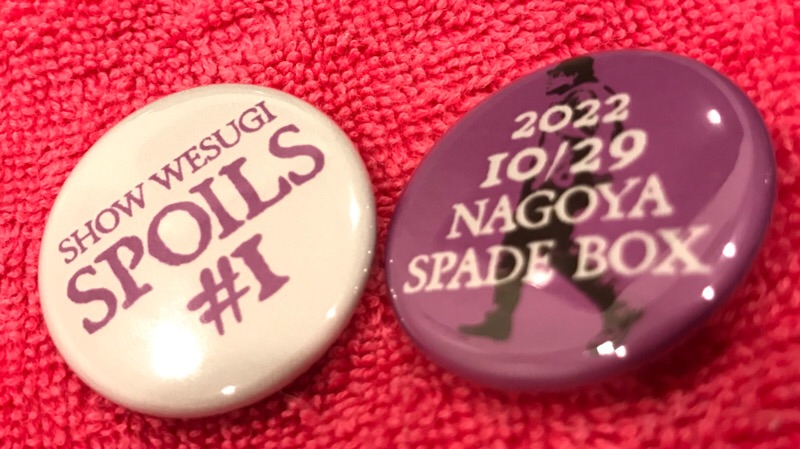 SHOW WESUGI
SPOILS
#1
2022
10/29
NAGOYA
SPADE BOX